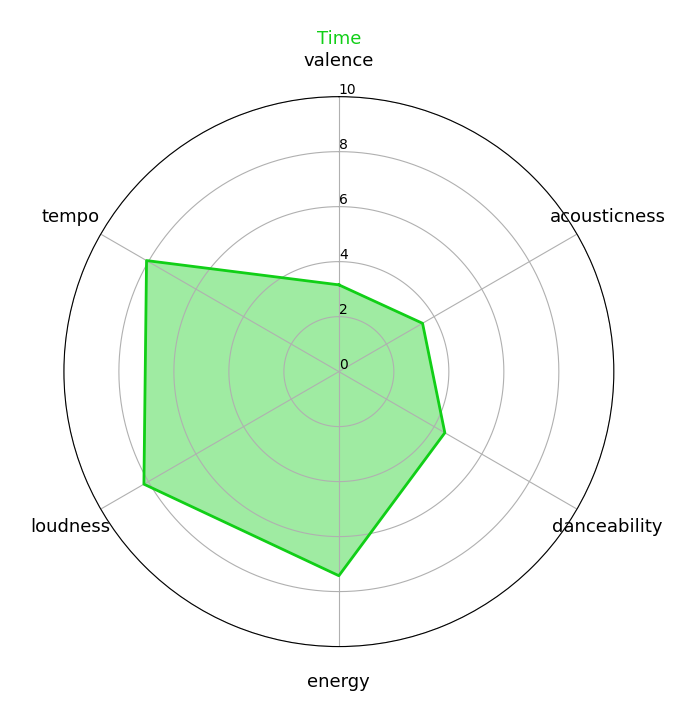 Time
valence
10
8
tempo
acousticness
6
4
2
0
loudness
danceability
energy